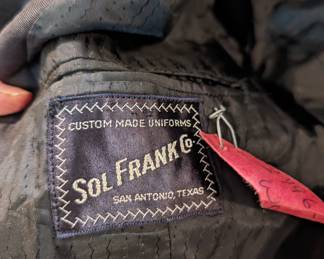 CUSTOM MADE UNIFORMS
SOL FRANK CO.
SAN ANTONIO, TEXAS